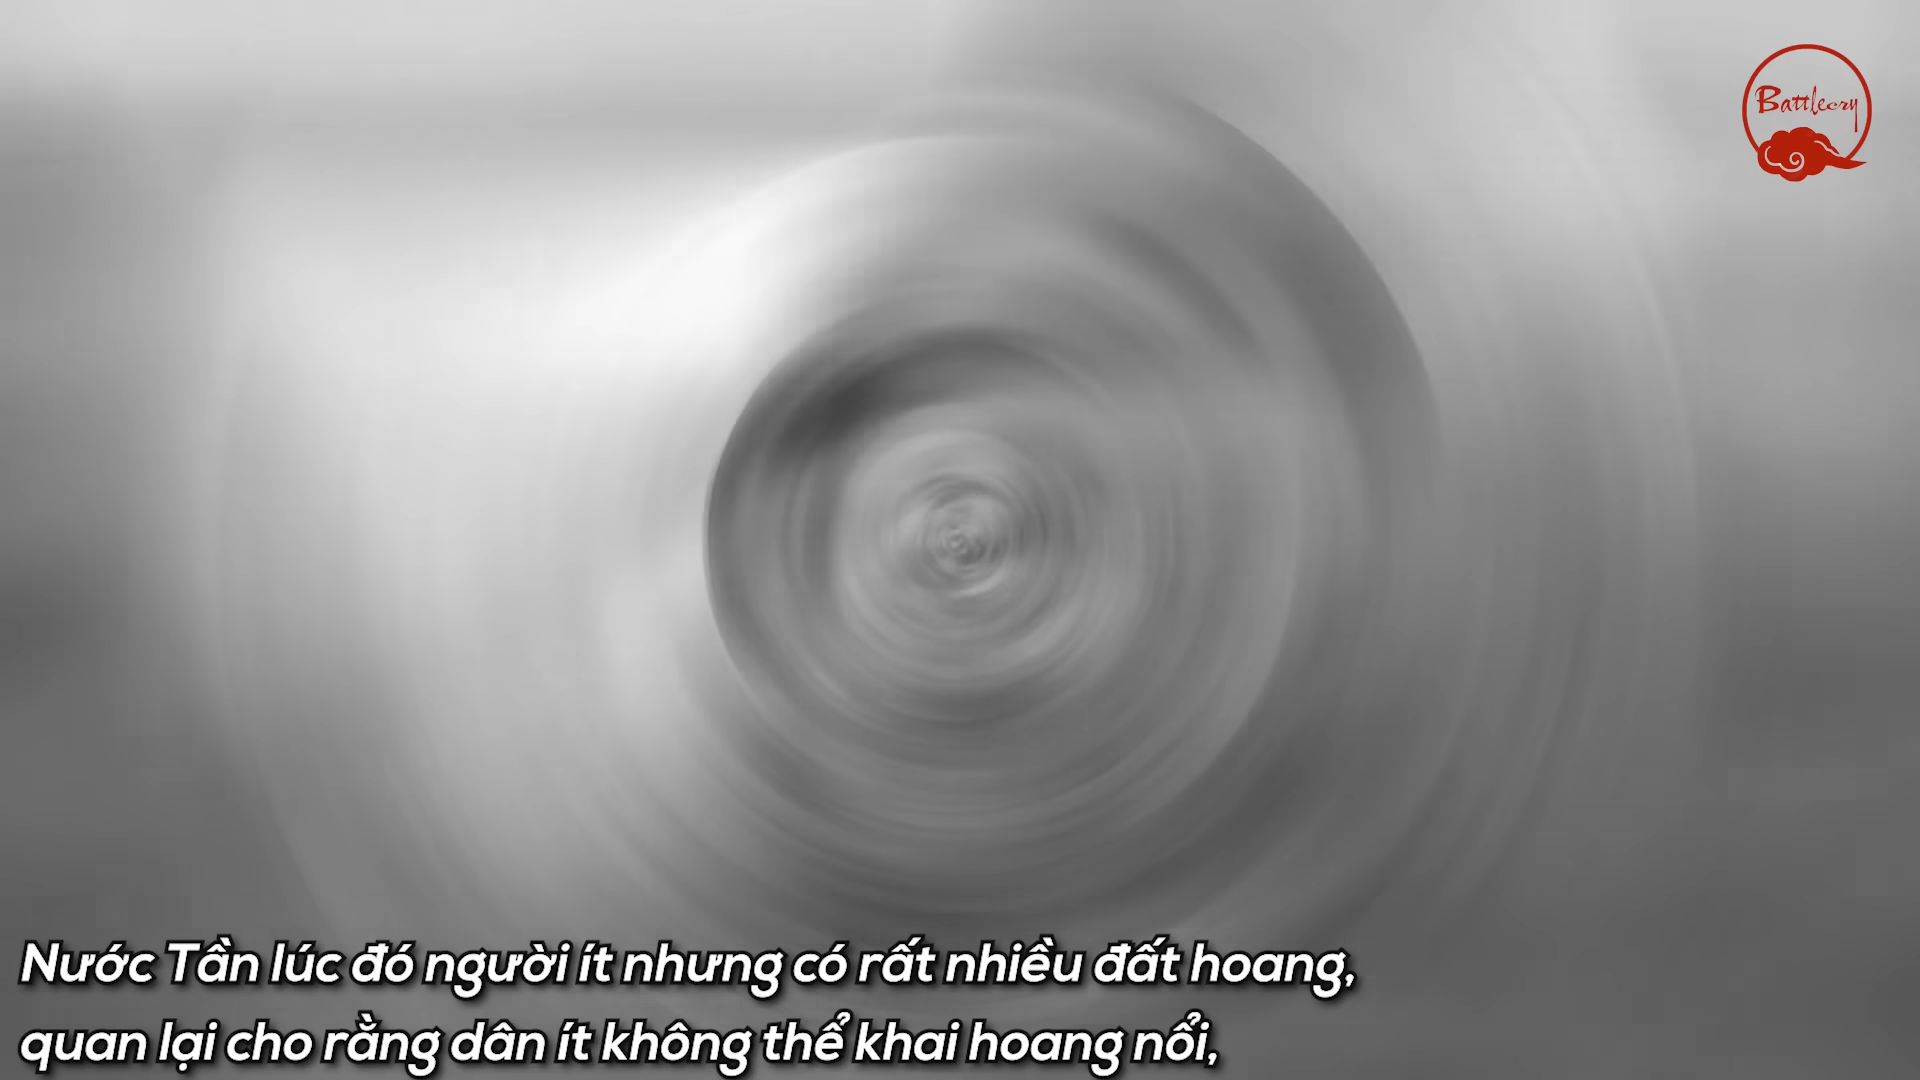 Battlecry
Nước Tần lúc đó người ít nhưng có rất nhiều đất hoang,
quan lại cho rằng dân ít không thể khai hoang nổi,